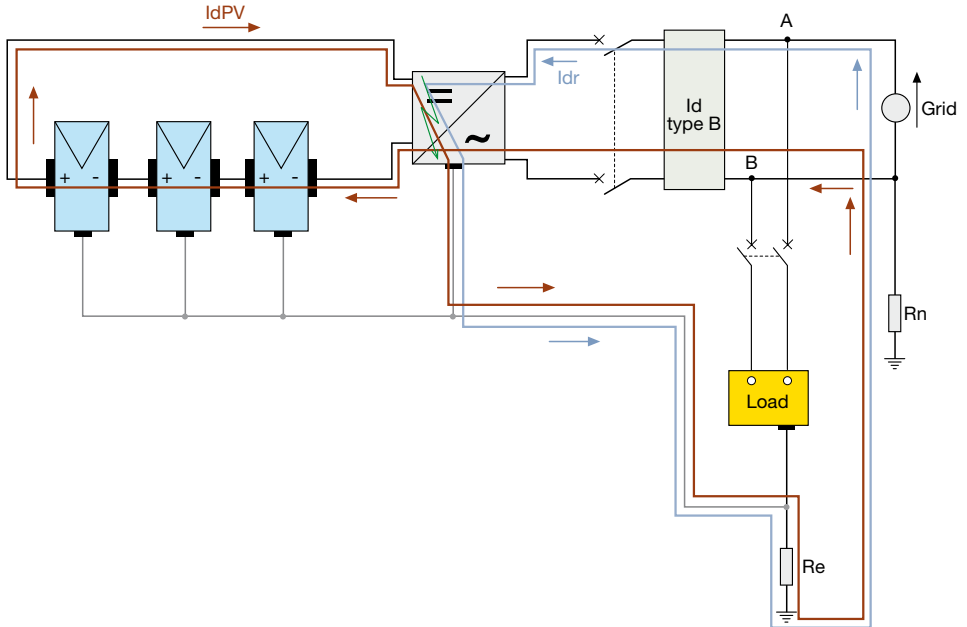 IdPV
A
Idr
Id
type B
Grid
~
B
+ - + - + -
Rn
Load
Re